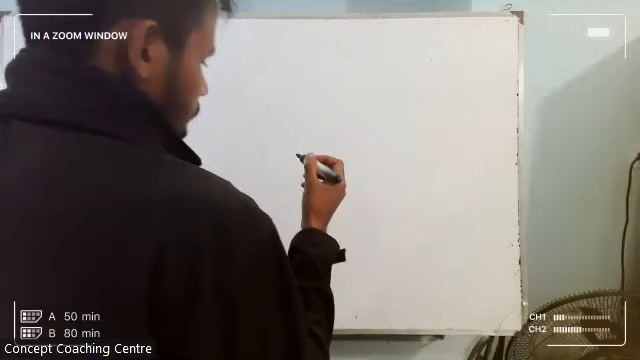 IN A ZOOM WINDOW
A 50 min
B 80 min
CH1
CH2
Concept Coaching Centre